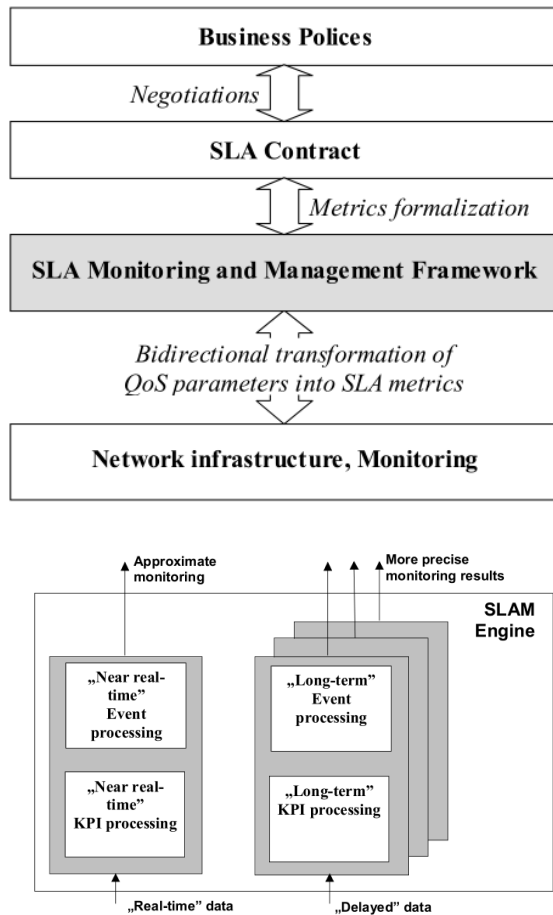 Business Polices
Negotiations
SLA Contract
Metrics formalization
SLA Monitoring and Management Framework
Bidirectional transformation of
QoS parameters into SLA metrics
Network infrastructure, Monitoring
Approximate
monitoring
More precise
monitoring results
SLAM
Engine
„Near real-
time”
Event
processing
„Near real-
time”
KPI processing
„Long-term”
Event
processing
„Long-term”
KPI processing
„Real-time” data
„Delayed” data